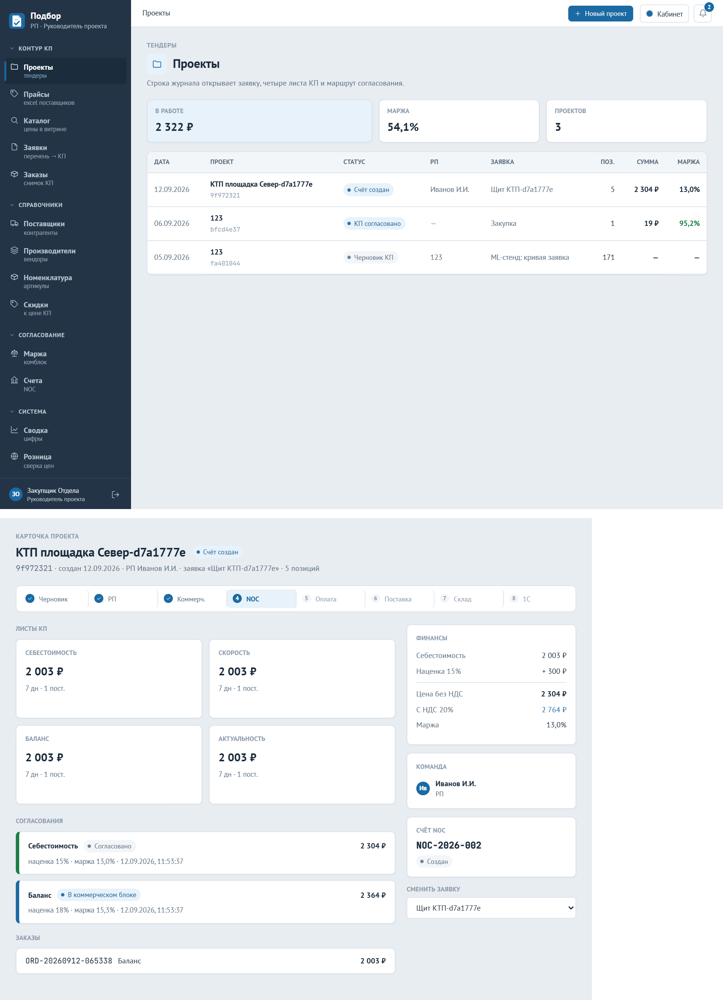 Подбор
РП · Руководитель проекта
КОНТУР КП
Проекты
тендеры
Прайсы
excel поставщиков
Каталог
цены в витрине
Заявки
перечень → КП
Заказы
снимок КП
СПРАВОЧНИКИ
Поставщики
контрагенты
Производители
вендоры
Номенклатура
артикулы
Скидки
к цене КП
СОГЛАСОВАНИЕ
Маржа
комблок
Счета
NOC
СИСТЕМА
Сводка
цифры
Розница
сверка цен
ЗО
Закупщик Отдела
Руководитель проекта
Проекты
+ Новый проект
Кабинет
2
ТЕНДЕРЫ
Проекты
Строка журнала открывает заявку, четыре листа КП и маршрут согласования.
В РАБОТЕ
2 322 ₽
МАРЖА
54,1%
ПРОЕКТОВ
3
ДАТА ПРОЕКТ СТАТУС РП ЗАЯВКА ПОЗ. СУММА МАРЖА
12.09.2026 КТП площадка Север-d7a1777e Счёт создан Иванов И.И. Щит КТП-d7a1777e 5 2 304 ₽ 13,0%
9f972321
06.09.2026 123 КП согласовано — Закупка 1 19 ₽ 95,2%
bfcd4e37
05.09.2026 123 Черновик КП 123 ML-стенд: кривая заявка 171 — —
fa401044
КАРТОЧКА ПРОЕКТА
КТП площадка Север-d7a1777e Счёт создан
9f972321 · создан 12.09.2026 · РП Иванов И.И. · заявка «Щит КТП-d7a1777e» · 5 позиций
Черновик РП Коммерч. 4 NOC 5 Оплата 6 Поставка 7 Склад 8 1С
ЛИСТЫ КП
СЕБЕСТОИМОСТЬ
2 003 ₽
7 дн · 1 пост.
СКОРОСТЬ
2 003 ₽
7 дн · 1 пост.
БАЛАНС
2 003 ₽
7 дн · 1 пост.
АКТУАЛЬНОСТЬ
2 003 ₽
7 дн · 1 пост.
СОГЛАСОВАНИЯ
Себестоимость Согласовано 2 304 ₽
наценка 15% · маржа 13,0% · 12.09.2026, 11:53:37
Баланс В коммерческом блоке 2 364 ₽
наценка 18% · маржа 15,3% · 12.09.2026, 11:53:37
ЗАКАЗЫ
ORD-20260912-065338 Баланс 2 003 ₽
ФИНАНСЫ
Себестоимость 2 003 ₽
Наценка 15% + 300 ₽
Цена без НДС 2 304 ₽
С НДС 20% 2 764 ₽
Маржа 13,0%
КОМАНДА
Ив
Иванов И.И.
РП
СЧЁТ NOC
NOC-2026-002
Создан
СМЕНИТЬ ЗАЯВКУ
Щит КТП-d7a1777e